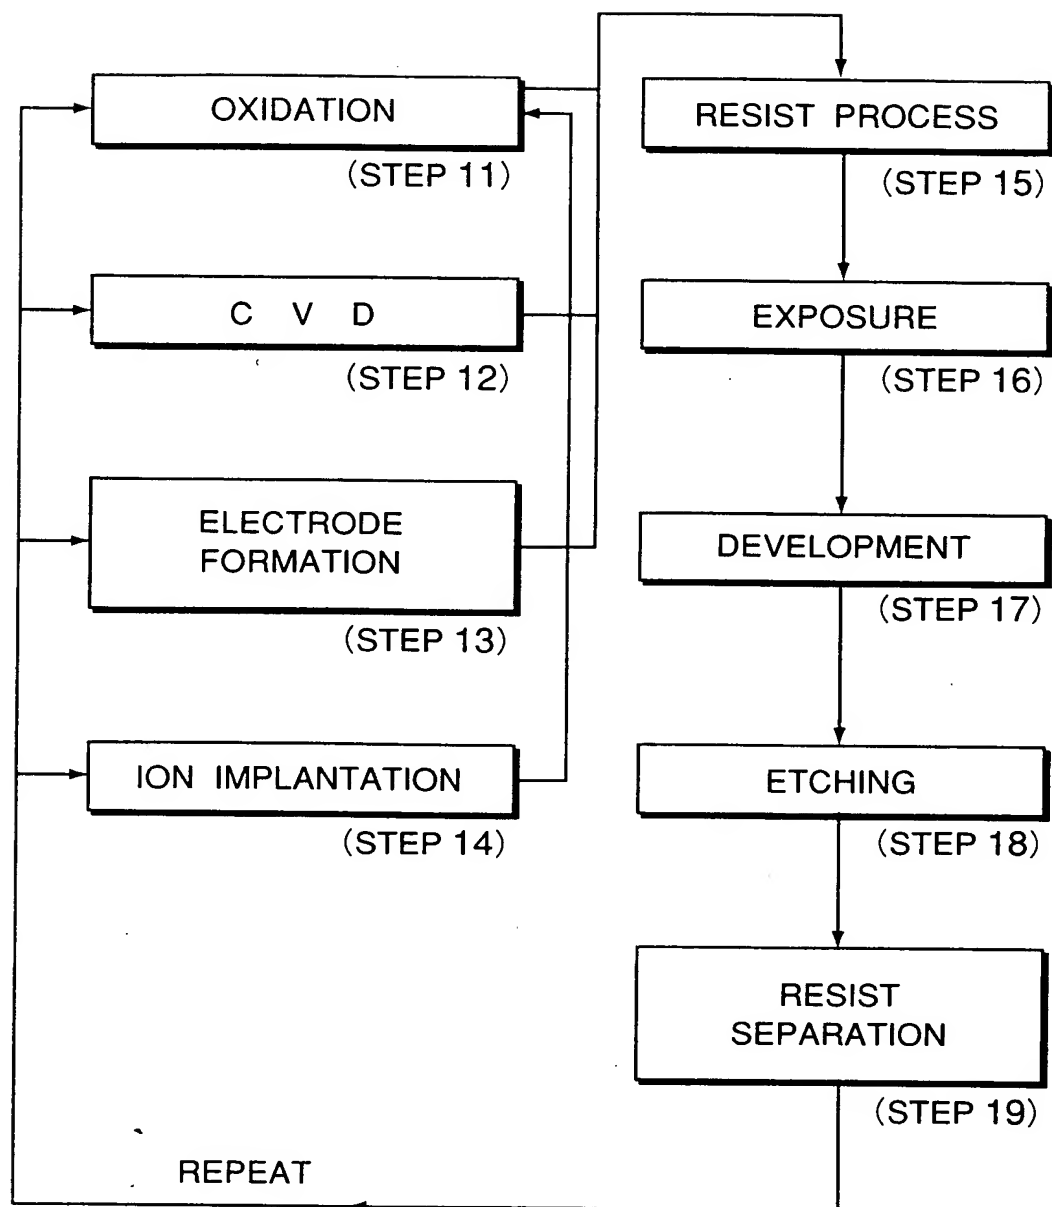 OXIDATION
(STEP 11)
C V D
(STEP 12)
ELECTRODE
FORMATION
(STEP 13)
ION IMPLANTATION
(STEP 14)
REPEAT
RESIST PROCESS
(STEP 15)
EXPOSURE
(STEP 16)
DEVELOPMENT
(STEP 17)
ETCHING
(STEP 18)
RESIST
SEPARATION
(STEP 19)